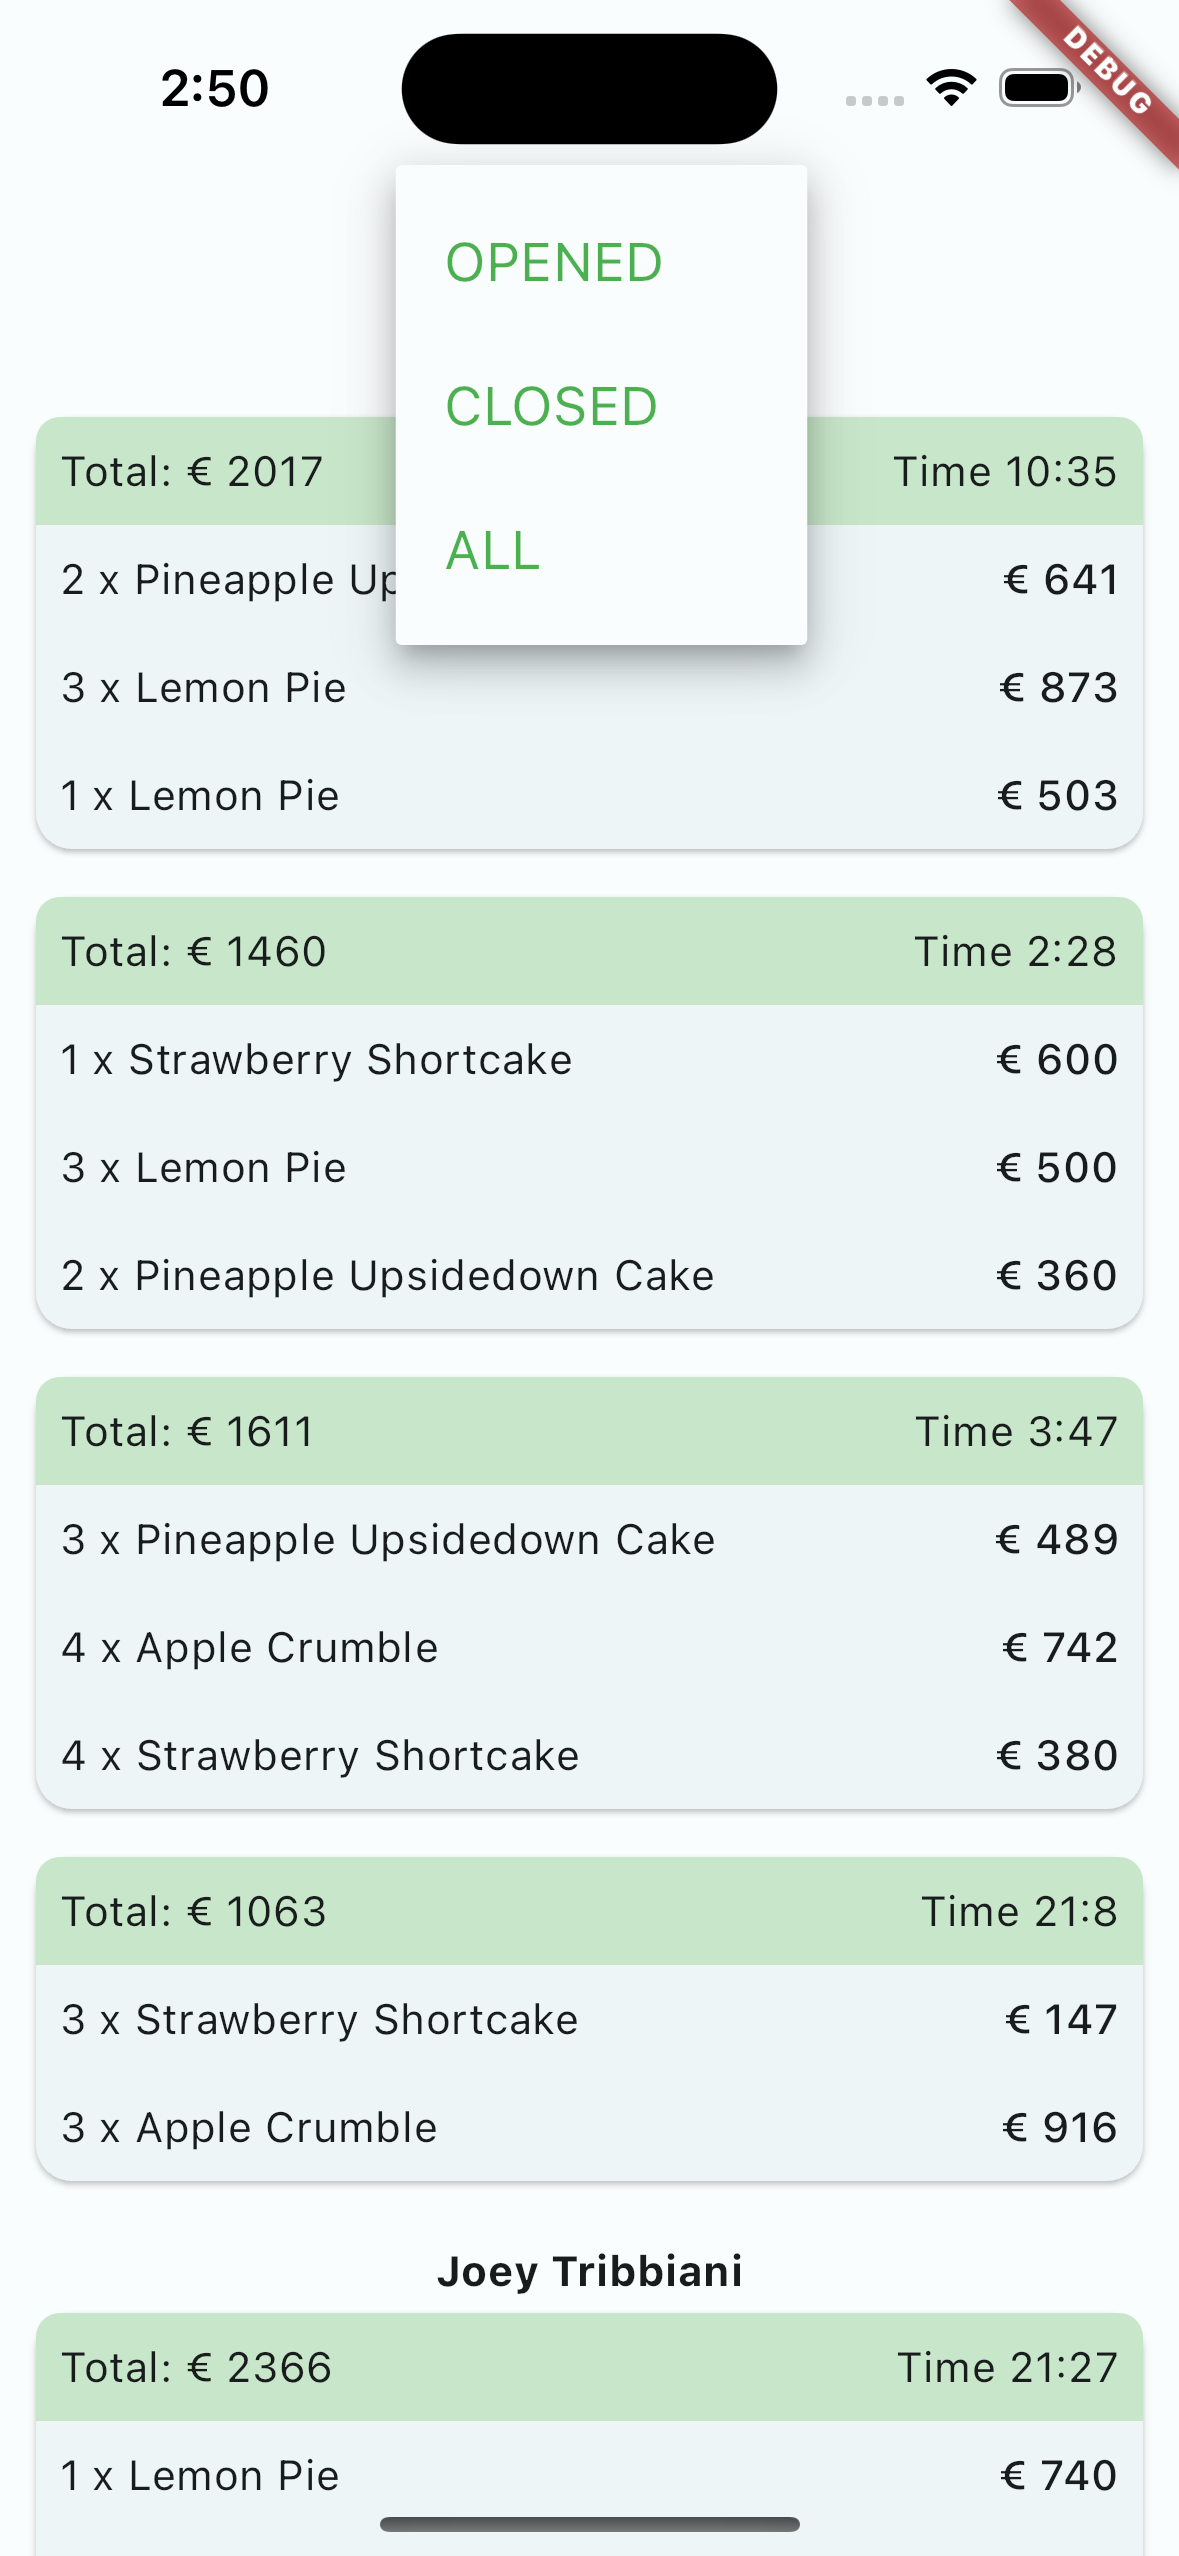 2:50
DEBUG
OPENED
CLOSED
ALL
Total: € 2017 Time 10:35
2 x Pineapple € 641
3 x Lemon Pie € 873
1 x Lemon Pie € 503
Total: € 1460 Time 2:28
1 x Strawberry Shortcake € 600
3 x Lemon Pie € 500
2 x Pineapple Upsidedown Cake € 360
Total: € 1611 Time 3:47
3 x Pineapple Upsidedown Cake € 489
4 x Apple Crumble € 742
4 x Strawberry Shortcake € 380
Total: € 1063 Time 21:8
3 x Strawberry Shortcake € 147
3 x Apple Crumble € 916
Joey Tribbiani
Total: € 2366 Time 21:27
1 x Lemon Pie € 740